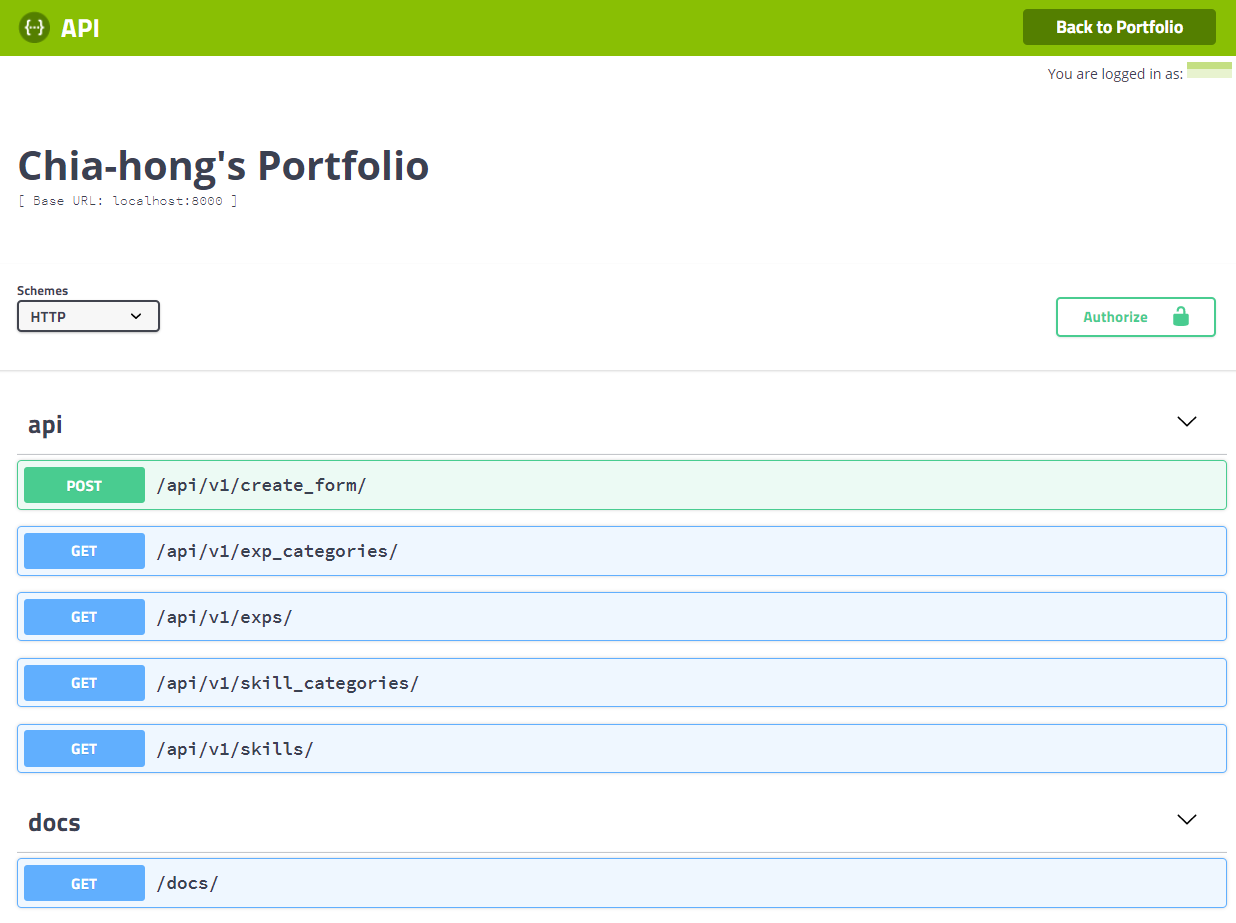 {···} API
Back to Portfolio
You are logged in as:
Chia-hong's Portfolio
[ Base URL: localhost:8000 ]
Schemes
HTTP
Authorize
api
POST /api/v1/create_form/
GET /api/v1/exp_categories/
GET /api/v1/exps/
GET /api/v1/skill_categories/
GET /api/v1/skills/
docs
GET /docs/